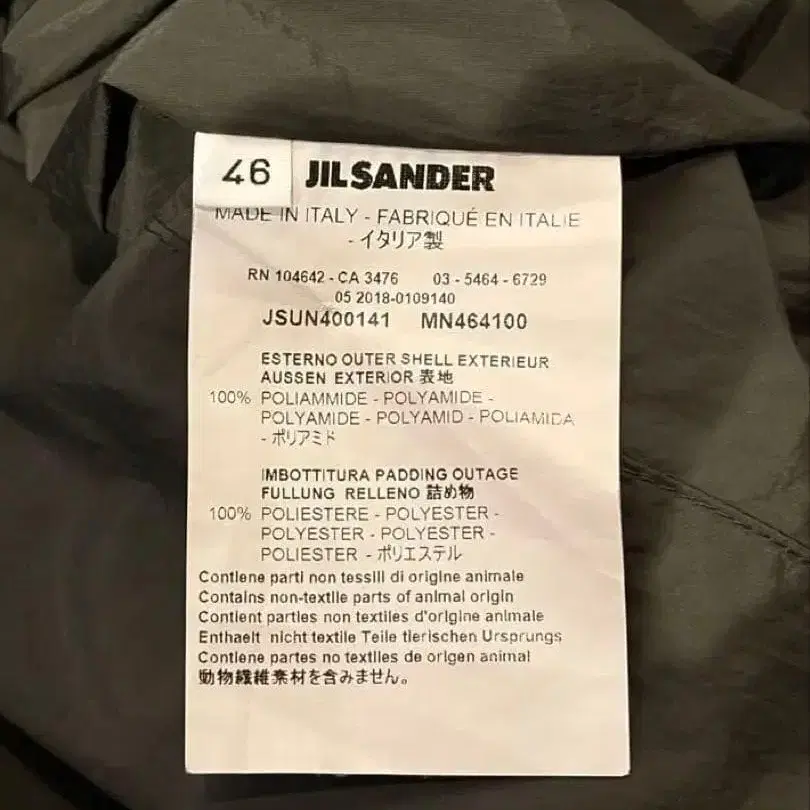 46 JIL SANDER
MADE IN ITALY - FABRIQUÉ EN ITALIE
- イタリア製
RN 104642 - CA 3476 03 - 5464 - 6729
05 2018-0109140
JSUN400141 MN464100
ESTERNO OUTER SHELL EXTERIEUR
AUSSEN EXTERIOR 表地
100% POLIAMMIDE - POLYAMIDE -
POLYAMIDE - POLYAMID - POLIAMIDA
- ポリアミド
IMBOTTITURA PADDING OUTAGE
FULLUNG RELLENO 詰め物
100% POLIESTERE - POLYESTER -
POLYESTER - POLYESTER -
POLIESTER - ポリエステル
Contiene parti non tessili di origine animale
Contains non-textile parts of animal origin
Contient parties non textiles d'origine animale
Enthaelt nicht textile Teile tierischen Ursprungs
Contiene partes no textiles de origen animal
動物繊維素材を含みません。